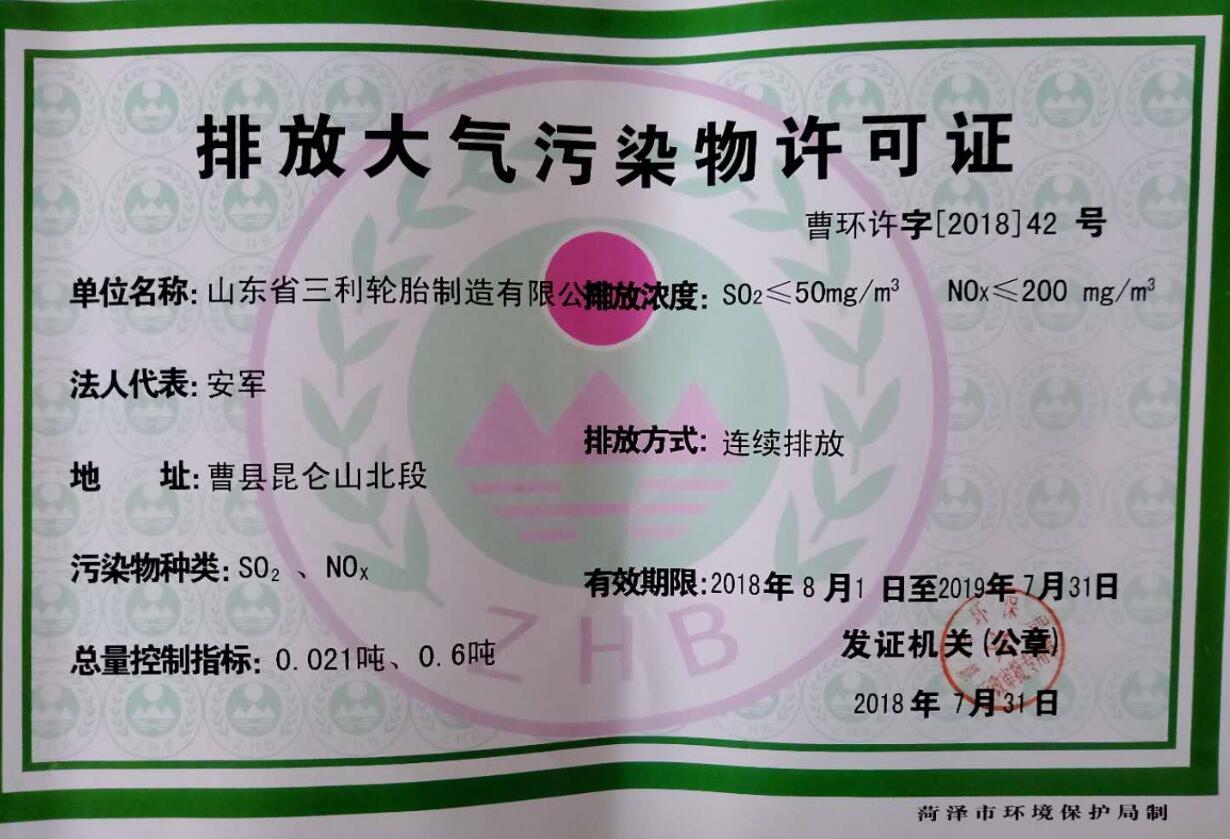 排放大气污染物许可证
曹环许字[2018]42 号
单位名称: 山东省三利轮胎制造有限公
排放浓度: SO₂≤50mg/m³ NOx≤200 mg/m³
法人代表: 安军
排放方式: 连续排放
地 址: 曹县昆仑山北段
污染物种类: SO₂ 、NOx
有效期限:2018年 8 月1 日至2019年 7月31日
总量控制指标: 0.021吨、0.6吨
发证机关(公章)
2018 年 7月31日
ZHB
菏泽市环境保护局制